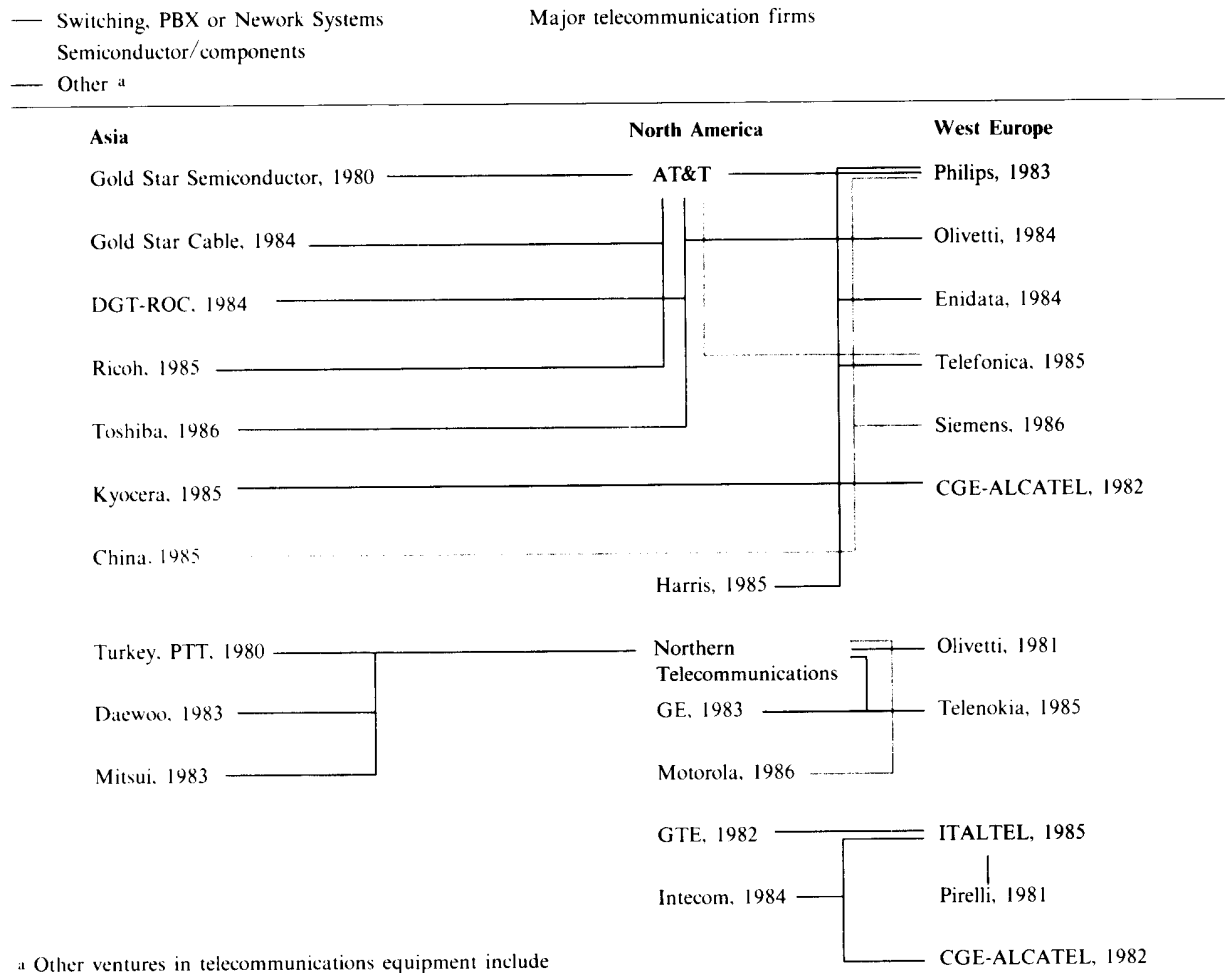 Switching, PBX or Nework Systems
Major telecommunication firms
Semiconductor/components
Other a
Asia
North America
West Europe
Gold Star Semiconductor, 1980
AT&T
Philips, 1983
Gold Star Cable, 1984
Olivetti, 1984
DGT-ROC, 1984
Enidata, 1984
Ricoh, 1985
Telefonica, 1985
Toshiba, 1986
Siemens, 1986
Kyocera, 1985
CGE-ALCATEL, 1982
China, 1985
Harris, 1985
Turkey, PTT, 1980
Northern
Telecommunications
Olivetti, 1981
Daewoo, 1983
GE, 1983
Telenokia, 1985
Mitsui, 1983
Motorola, 1986
GTE, 1982
ITALTEL, 1985
Intecom, 1984
Pirelli, 1981
CGE-ALCATEL, 1982
a Other ventures in telecommunications equipment include